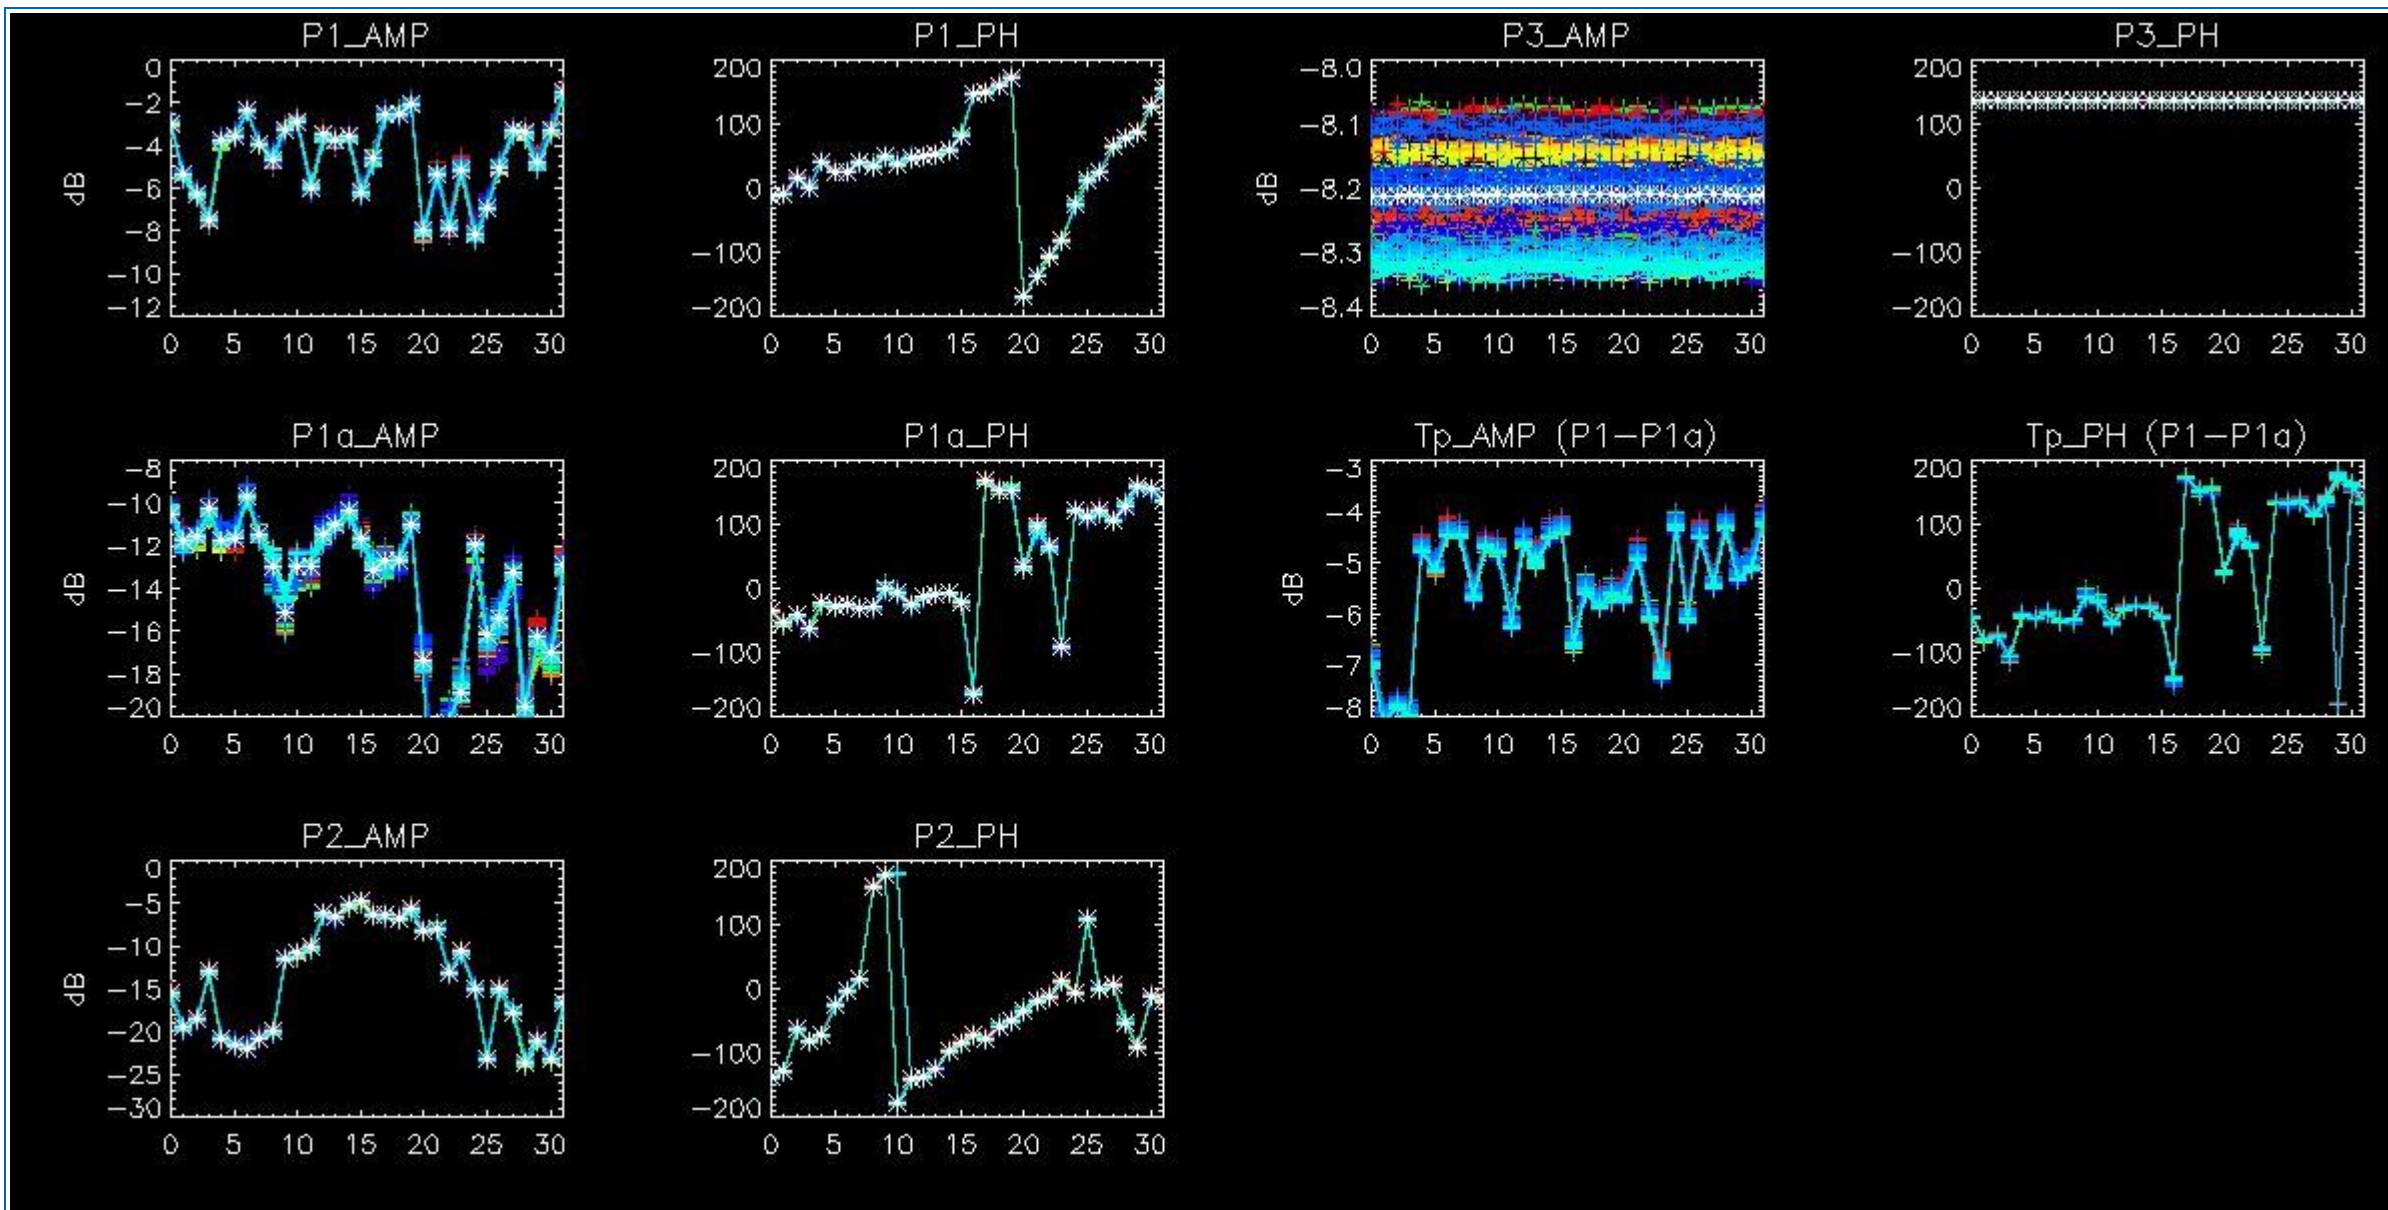 P1_AMP
0
−2
−4
−6
−8
−10
−12
dB
0 5 10 15 20 25 30
P1_PH
200
100
0
−100
−200
0 5 10 15 20 25 30
P3_AMP
−8.0
−8.1
−8.2
−8.3
−8.4
dB
0 5 10 15 20 25 30
P3_PH
200
100
0
−100
−200
0 5 10 15 20 25 30
P1a_AMP
−8
−10
−12
−14
−16
−18
−20
dB
0 5 10 15 20 25 30
P1a_PH
200
100
0
−100
−200
0 5 10 15 20 25 30
Tp_AMP (P1−P1a)
−3
−4
−5
−6
−7
−8
dB
0 5 10 15 20 25 30
Tp_PH (P1−P1a)
200
100
0
−100
−200
0 5 10 15 20 25 30
P2_AMP
0
−5
−10
−15
−20
−25
−30
dB
0 5 10 15 20 25 30
P2_PH
200
100
0
−100
−200
0 5 10 15 20 25 30